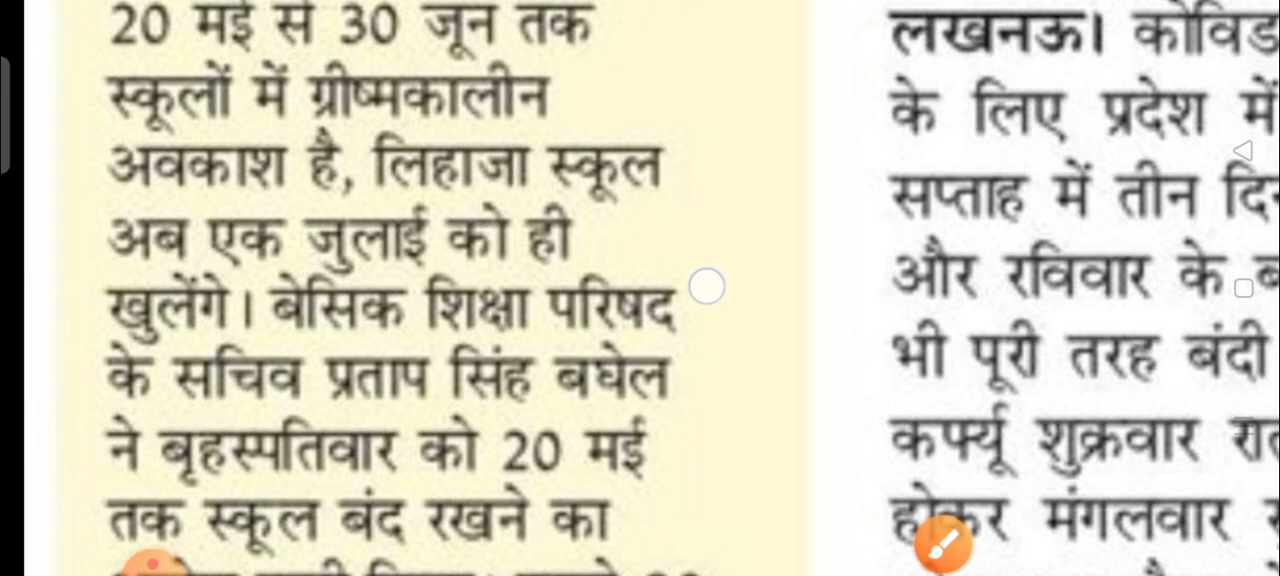 20 मई से 30 जून तक
स्कूलों में ग्रीष्मकालीन
अवकाश है, लिहाजा स्कूल
अब एक जुलाई को ही
खुलेंगे। बेसिक शिक्षा परिषद
के सचिव प्रताप सिंह बघेल
ने बृहस्पतिवार को 20 मई
तक स्कूल बंद रखने का
लखनऊ। कोविड
के लिए प्रदेश में
सप्ताह में तीन
और रविवार के
भी पूरी तरह बंदी
कर्फ्यू शुक्रवार
होकर मंगलवार